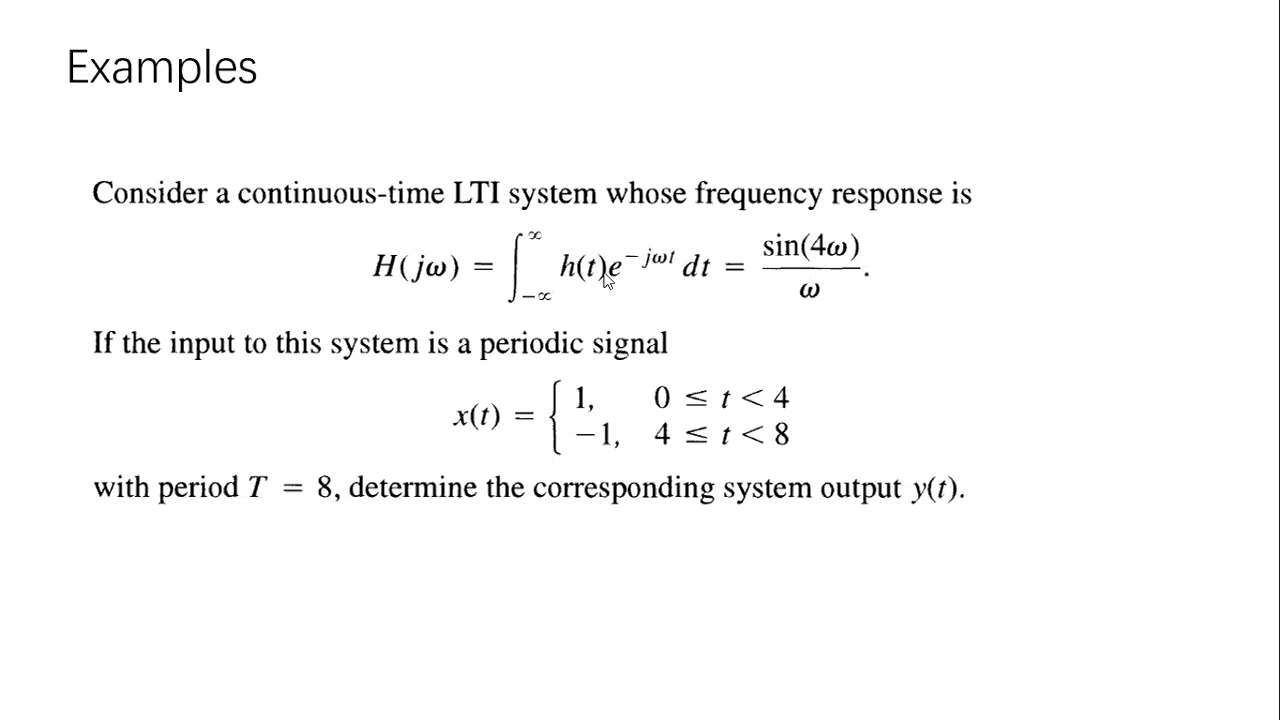 Examples
Consider a continuous-time LTI system whose frequency response is
H(jω) = ∫_{-∞}^{∞} h(t)e^{-jωt} dt = sin(4ω)/ω.
If the input to this system is a periodic signal
x(t) = { 1, 0 ≤ t < 4
−1, 4 ≤ t < 8
with period T = 8, determine the corresponding system output y(t).